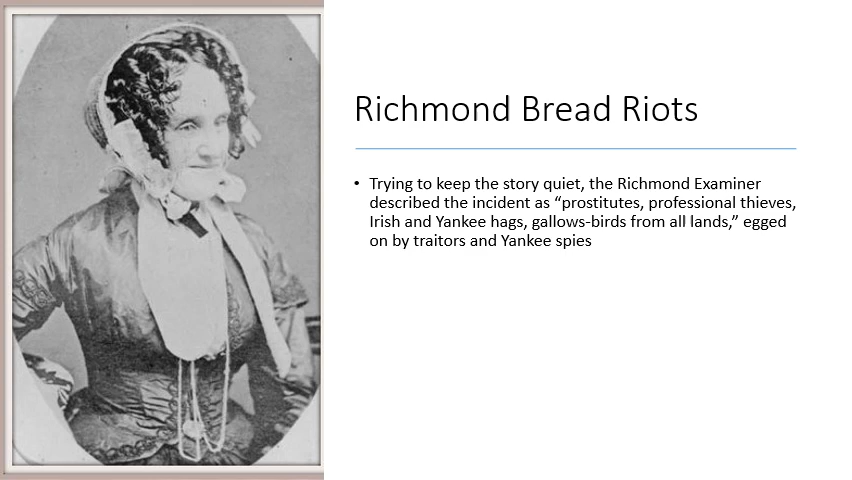 Richmond Bread Riots
• Trying to keep the story quiet, the Richmond Examiner
described the incident as “prostitutes, professional thieves,
Irish and Yankee hags, gallows-birds from all lands,” egged
on by traitors and Yankee spies